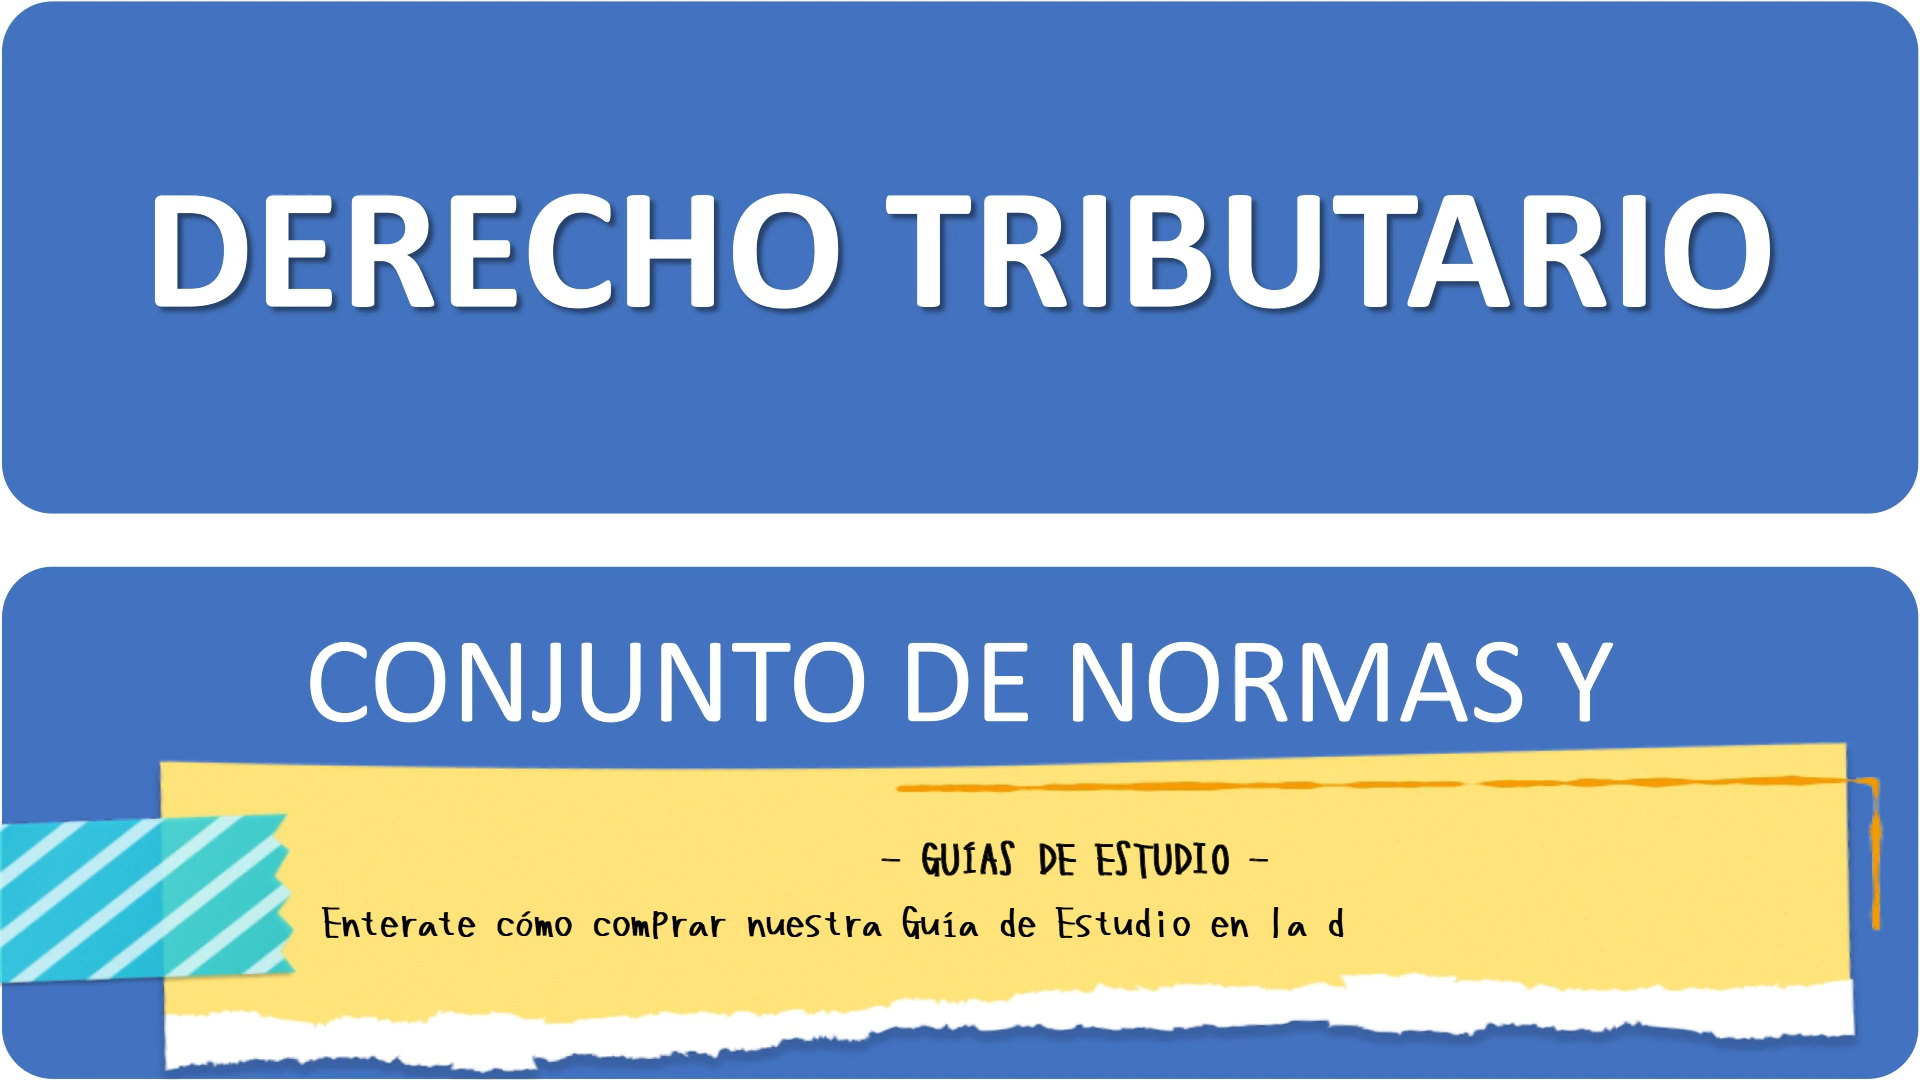 DERECHO TRIBUTARIO
CONJUNTO DE NORMAS Y
- GUÍAS DE ESTUDIO -
Enterate cómo comprar nuestra Guía de Estudio en la d